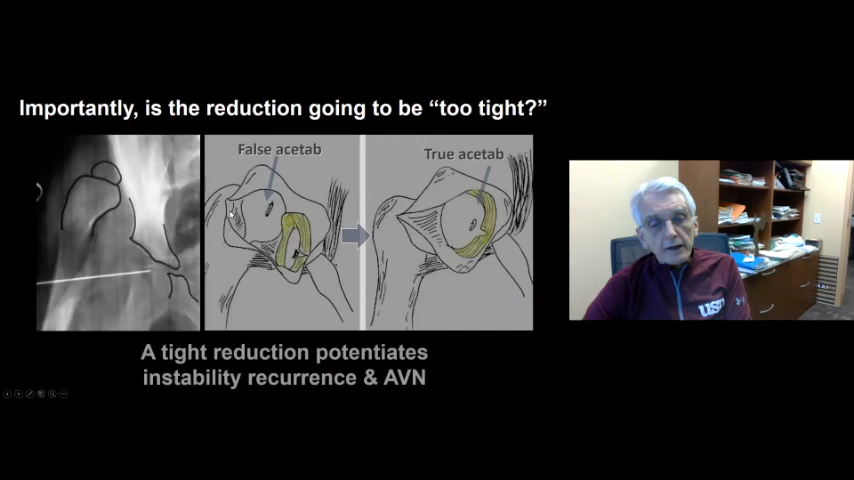 Importantly, is the reduction going to be “too tight?”
False acetab
True acetab
A tight reduction potentiates
instability recurrence & AVN